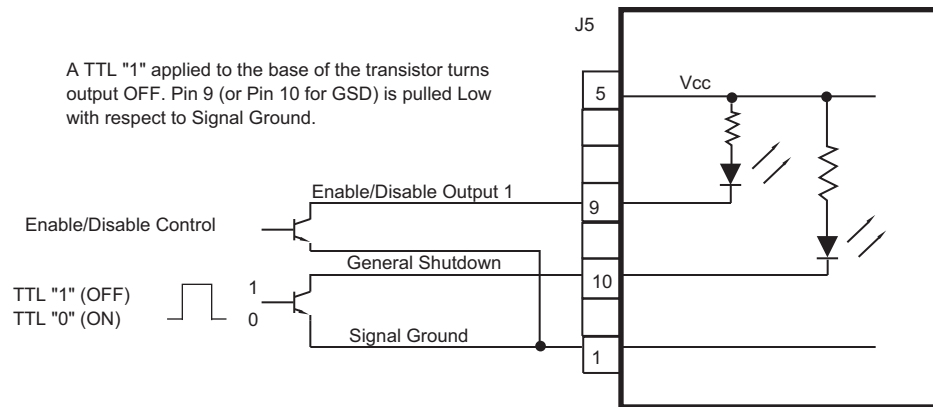 J5
A TTL "1" applied to the base of the transistor turns
output OFF. Pin 9 (or Pin 10 for GSD) is pulled Low
with respect to Signal Ground.
5
Vcc
Enable/Disable Output 1
9
Enable/Disable Control
General Shutdown
10
TTL "1" (OFF)
TTL "0" (ON)
1
0
Signal Ground
1